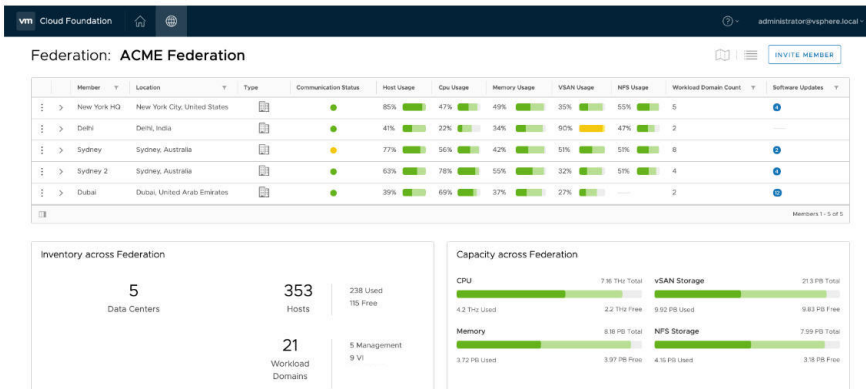 vm Cloud Foundation administrator@vsphere.local
Federation: ACME Federation INVITE MEMBER
Member Location Type Communication Status Host Usage Cpu Usage Memory Usage VSAN Usage NFS Usage Workload Domain Count Software Updates
New York HQ New York City, United States 85% 47% 49% 35% 55% 5 4
Delhi Delhi, India 41% 22% 34% 90% 47% 2
Sydney Sydney, Australia 77% 56% 42% 51% 51% 8 2
Sydney 2 Sydney, Australia 63% 78% 55% 32% 51% 4 4
Dubai Dubai, United Arab Emirates 39% 69% 37% 27% 2
Members 1 - 5 of 5
Inventory across Federation
5
Data Centers
353
Hosts
238 Used
115 Free
21
Workload
Domains
5 Management
9 VI
Capacity across Federation
CPU 7.16 THz Total
4.2 THz Used 2.2 THz Free
vSAN Storage 21.3 PB Total
9.92 PB Used 9.83 PB Free
Memory 8.18 PB Total
3.72 PB Used 3.97 PB Free
NFS Storage 7.99 PB Total
4.15 PB Used 3.18 PB Free